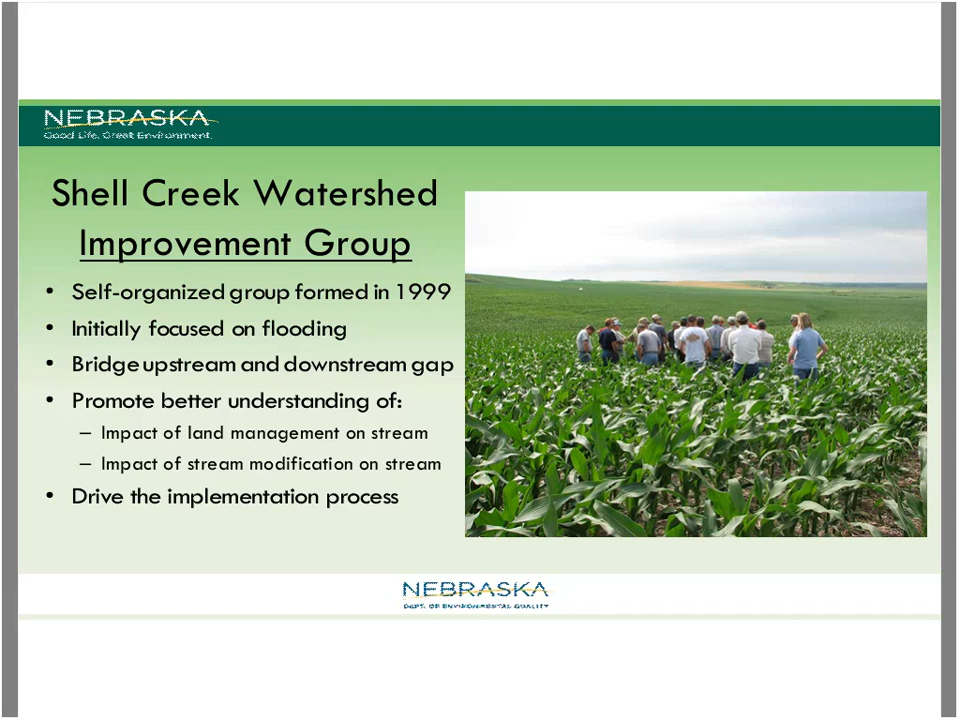 NEBRASKA
Good Life. Great Environment.
Shell Creek Watershed
Improvement Group
• Self-organized group formed in 1999
• Initially focused on flooding
• Bridge upstream and downstream gap
• Promote better understanding of:
– Impact of land management on stream
– Impact of stream modification on stream
• Drive the implementation process
NEBRASKA
DEPT. OF ENVIRONMENTAL QUALITY